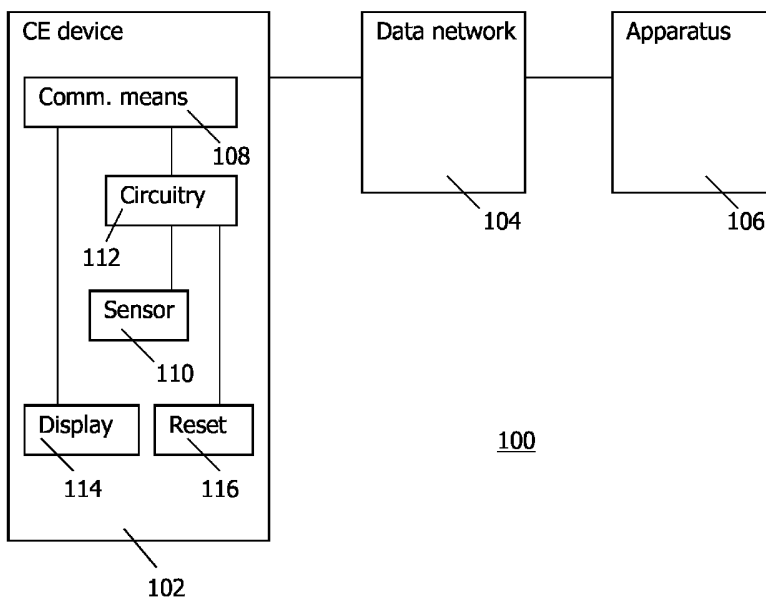 CE device
Data network
Apparatus
Comm. means
108
Circuitry
112
104
106
Sensor
110
Display
Reset
100
114
116
102